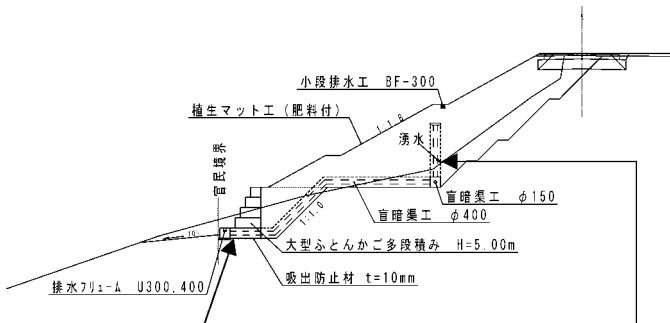 小段排水工 BF-300
植生マット工(肥料付)
1:1.8
湧水
官民境界
盲暗渠工 φ150
盲暗渠工 φ400
1:1.0
大型ふとんかご多段積み H=5.00m
排水フリューム U300,400
吸出防止材 t=10mm